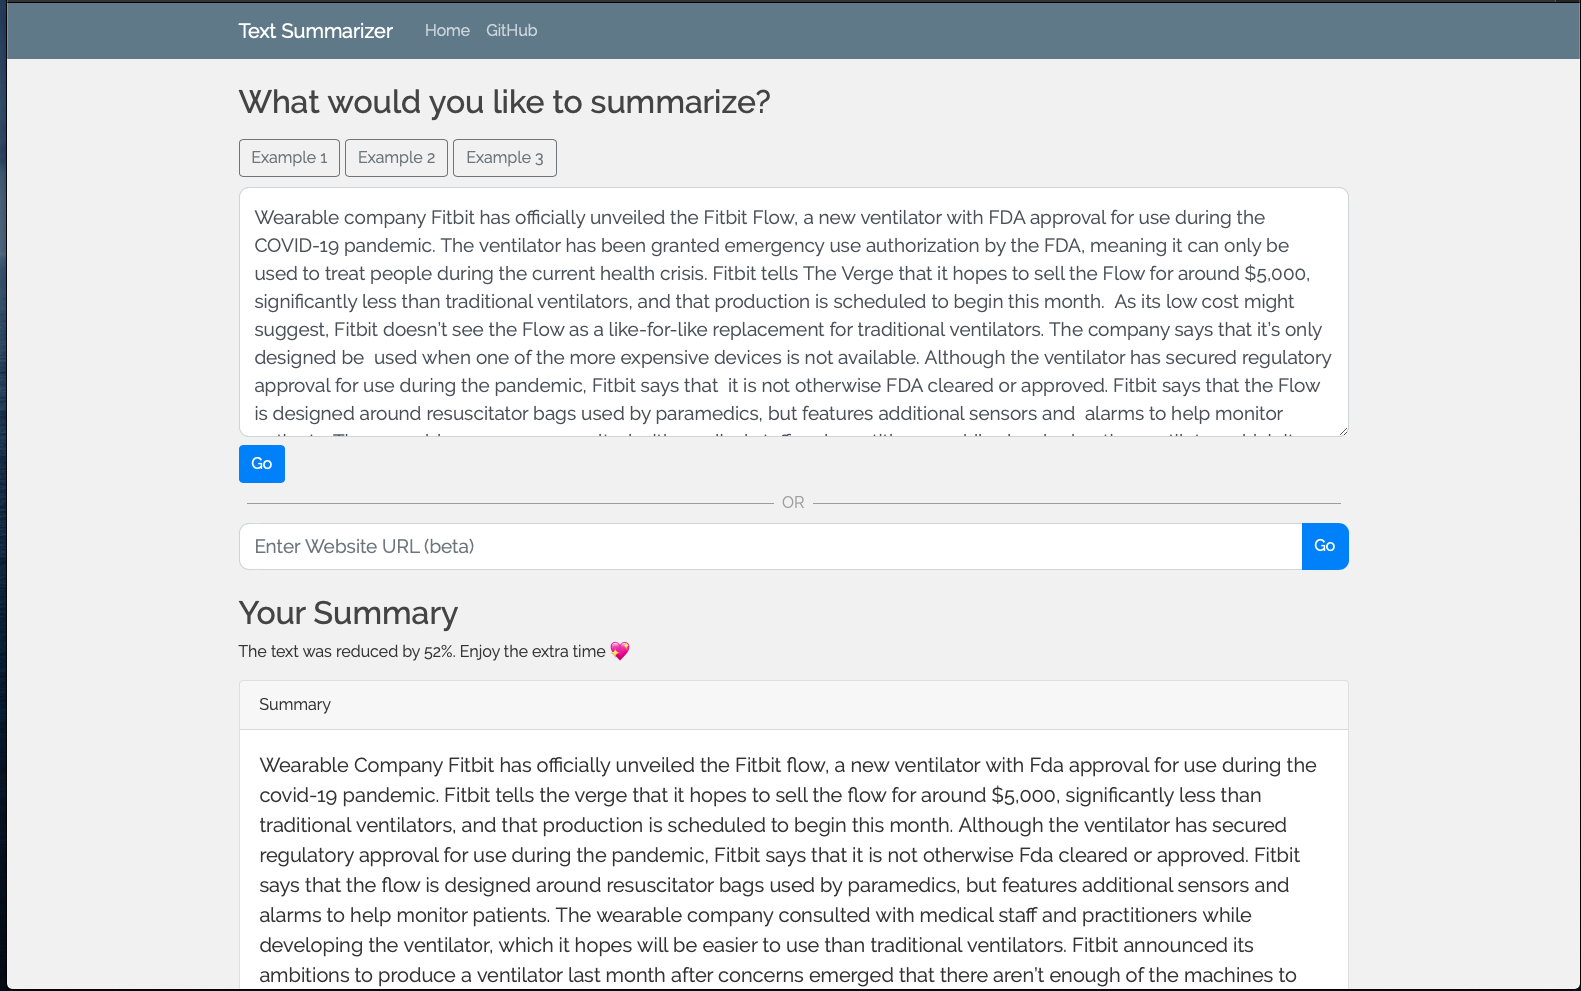 Text Summarizer Home GitHub
What would you like to summarize?
Example 1 Example 2 Example 3
Wearable company Fitbit has officially unveiled the Fitbit Flow, a new ventilator with FDA approval for use during the
COVID-19 pandemic. The ventilator has been granted emergency use authorization by the FDA, meaning it can only be
used to treat people during the current health crisis. Fitbit tells The Verge that it hopes to sell the Flow for around $5,000,
significantly less than traditional ventilators, and that production is scheduled to begin this month.  As its low cost might
suggest, Fitbit doesn't see the Flow as a like-for-like replacement for traditional ventilators. The company says that it's only
designed be  used when one of the more expensive devices is not available. Although the ventilator has secured regulatory
approval for use during the pandemic, Fitbit says that  it is not otherwise FDA cleared or approved. Fitbit says that the Flow
is designed around resuscitator bags used by paramedics, but features additional sensors and  alarms to help monitor
Go
OR
Enter Website URL (beta) Go
Your Summary
The text was reduced by 52%. Enjoy the extra time 💖
Summary
Wearable Company Fitbit has officially unveiled the Fitbit flow, a new ventilator with Fda approval for use during the
covid-19 pandemic. Fitbit tells the verge that it hopes to sell the flow for around $5,000, significantly less than
traditional ventilators, and that production is scheduled to begin this month. Although the ventilator has secured
regulatory approval for use during the pandemic, Fitbit says that it is not otherwise Fda cleared or approved. Fitbit
says that the flow is designed around resuscitator bags used by paramedics, but features additional sensors and
alarms to help monitor patients. The wearable company consulted with medical staff and practitioners while
developing the ventilator, which it hopes will be easier to use than traditional ventilators. Fitbit announced its
ambitions to produce a ventilator last month after concerns emerged that there aren't enough of the machines to